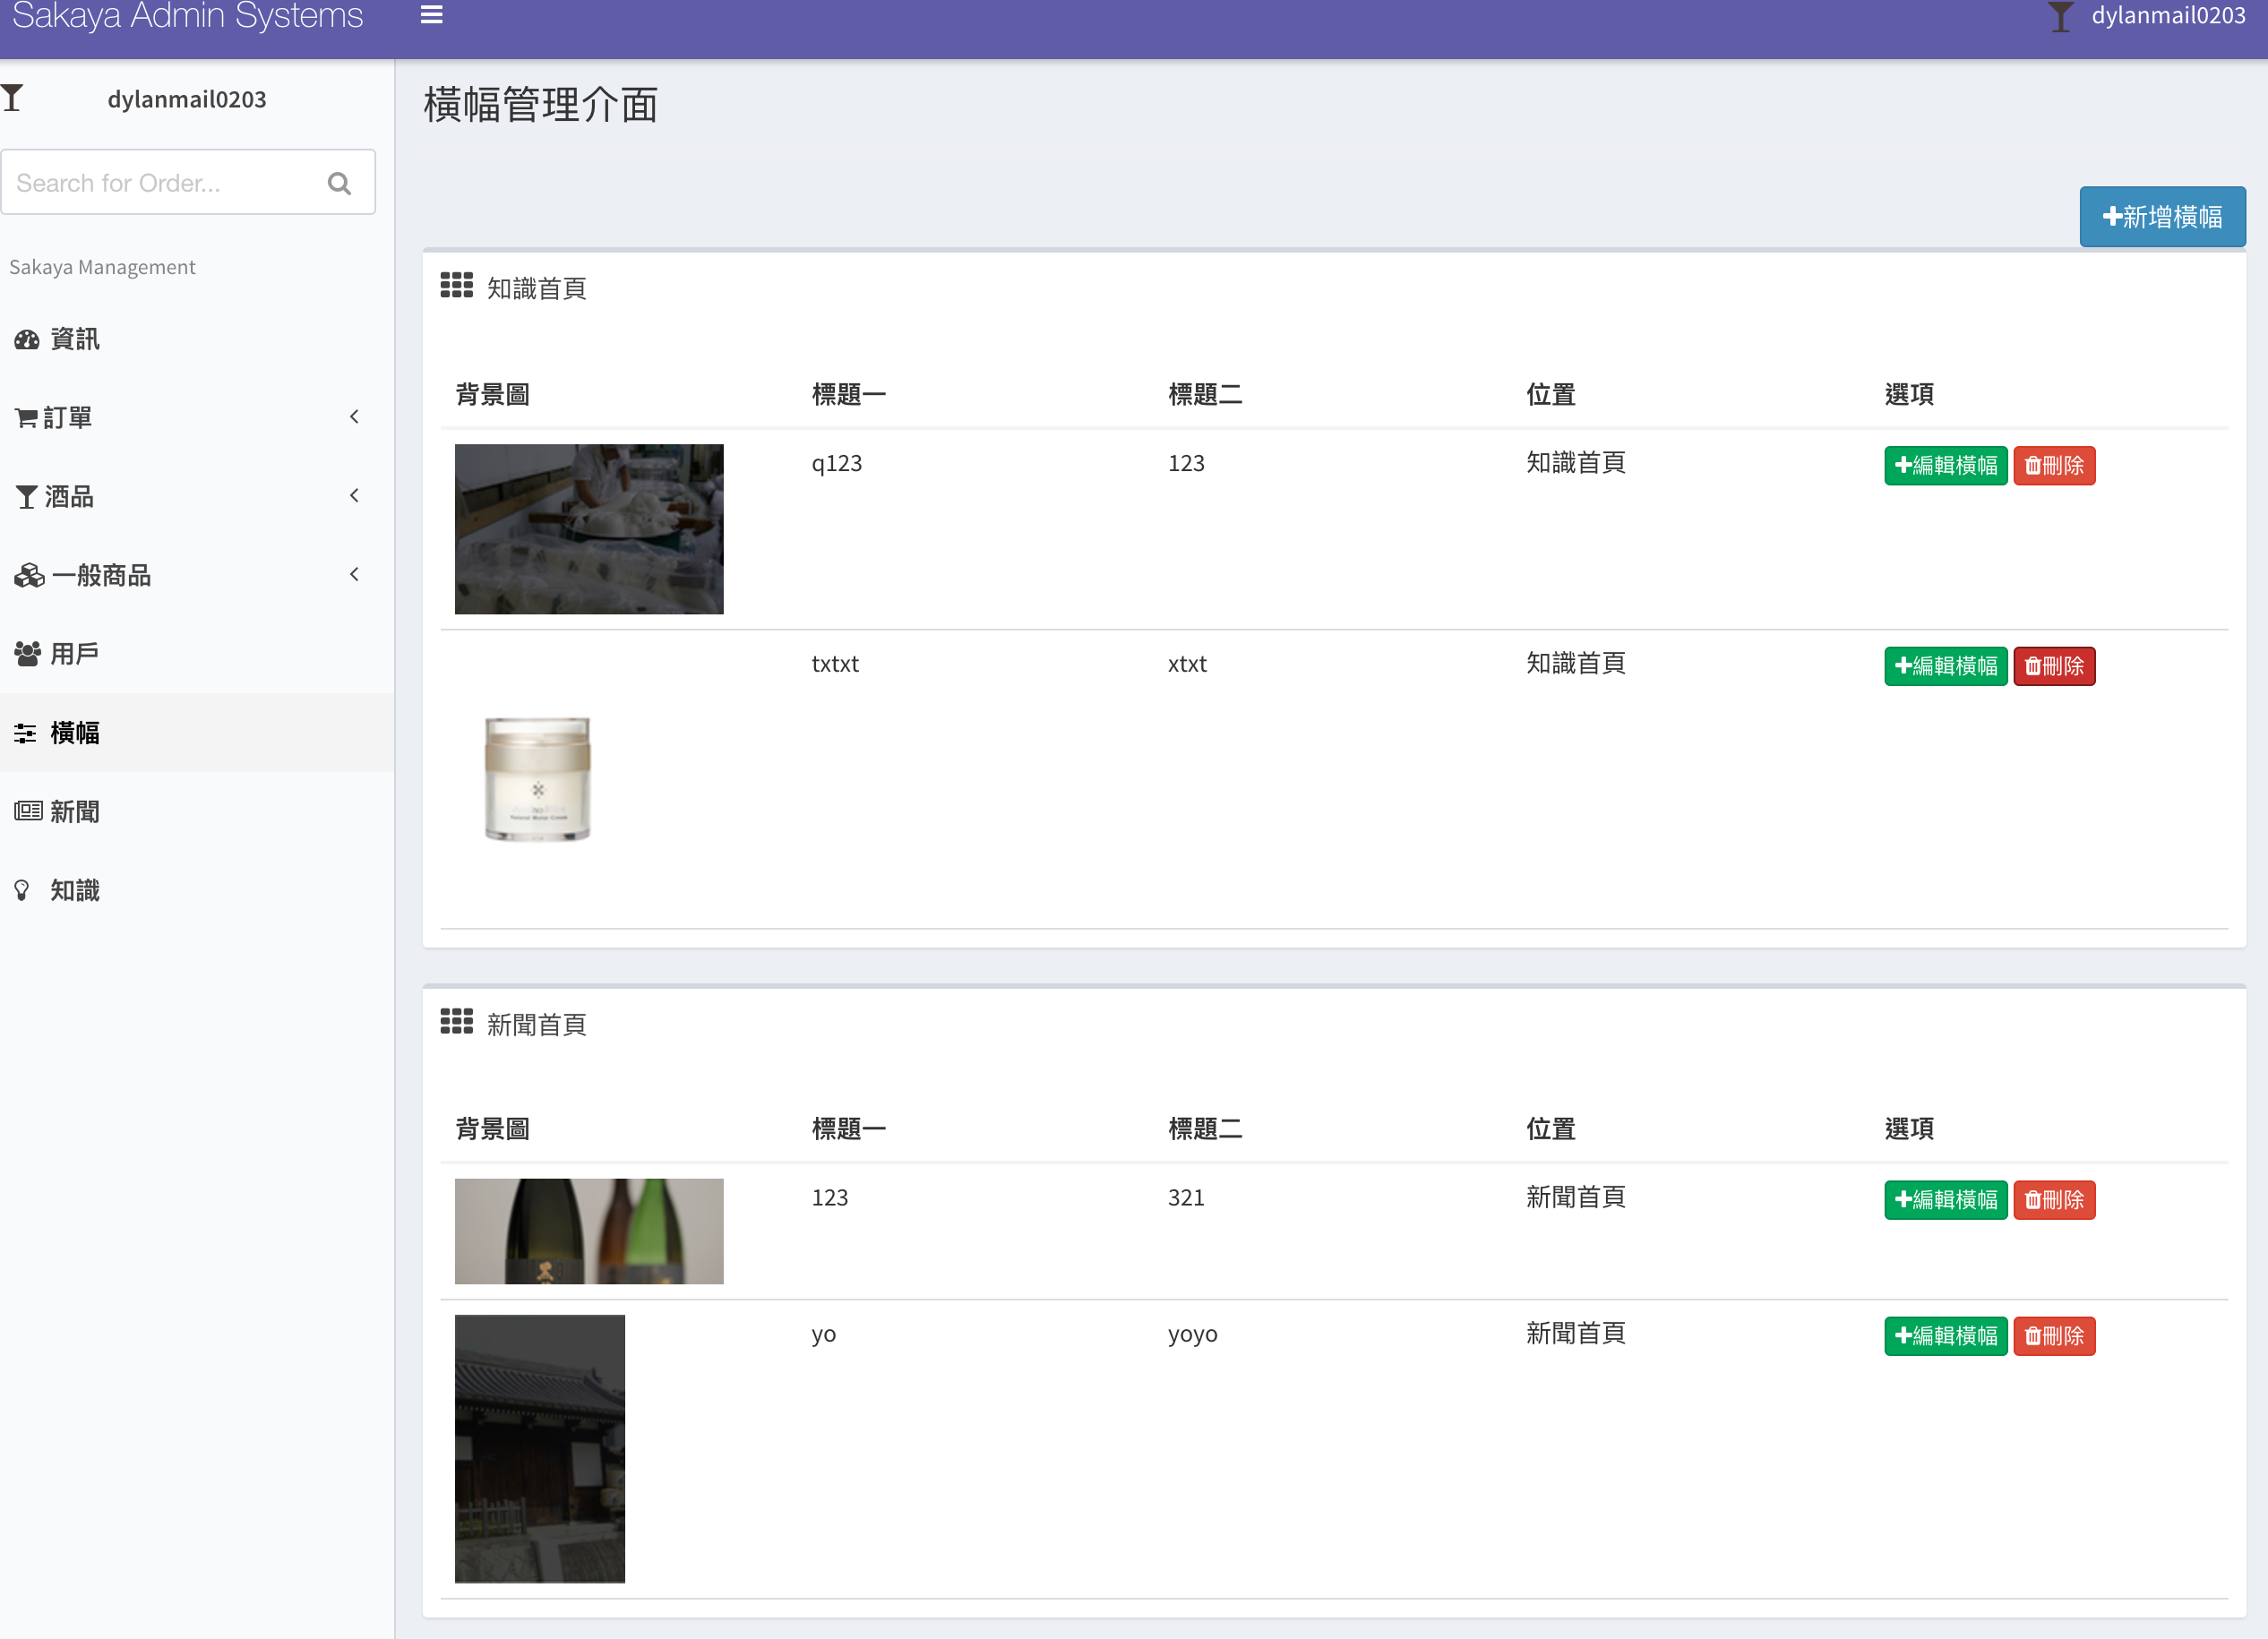 Sakaya Admin Systems
dylanmail0203
dylanmail0203
Search for Order...
Sakaya Management
資訊
訂單
酒品
一般商品
用戶
橫幅
新聞
知識
橫幅管理介面
新增橫幅
知識首頁
背景圖 標題一 標題二 位置 選項
q123 123 知識首頁 編輯橫幅 刪除
txtxt xtxt 知識首頁 編輯橫幅 刪除
新聞首頁
背景圖 標題一 標題二 位置 選項
123 321 新聞首頁 編輯橫幅 刪除
yo yoyo 新聞首頁 編輯橫幅 刪除